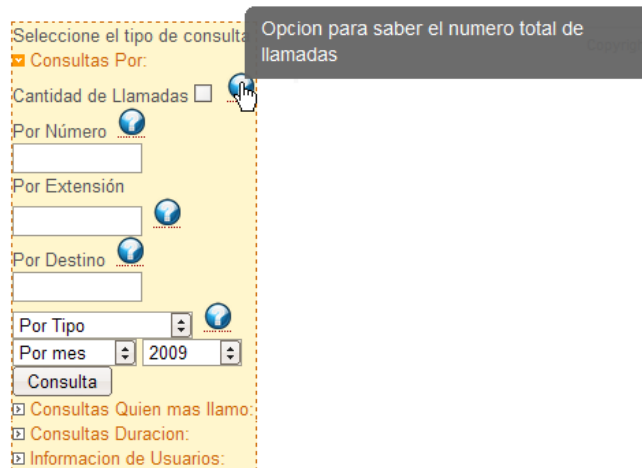 Seleccione el tipo de consulta
Opcion para saber el numero total de
llamadas
Consultas Por:
Cantidad de Llamadas
Por Número
Por Extensión
Por Destino
Por Tipo
Por mes 2009
Consulta
Consultas Quien mas llamo:
Consultas Duracion:
Informacion de Usuarios: